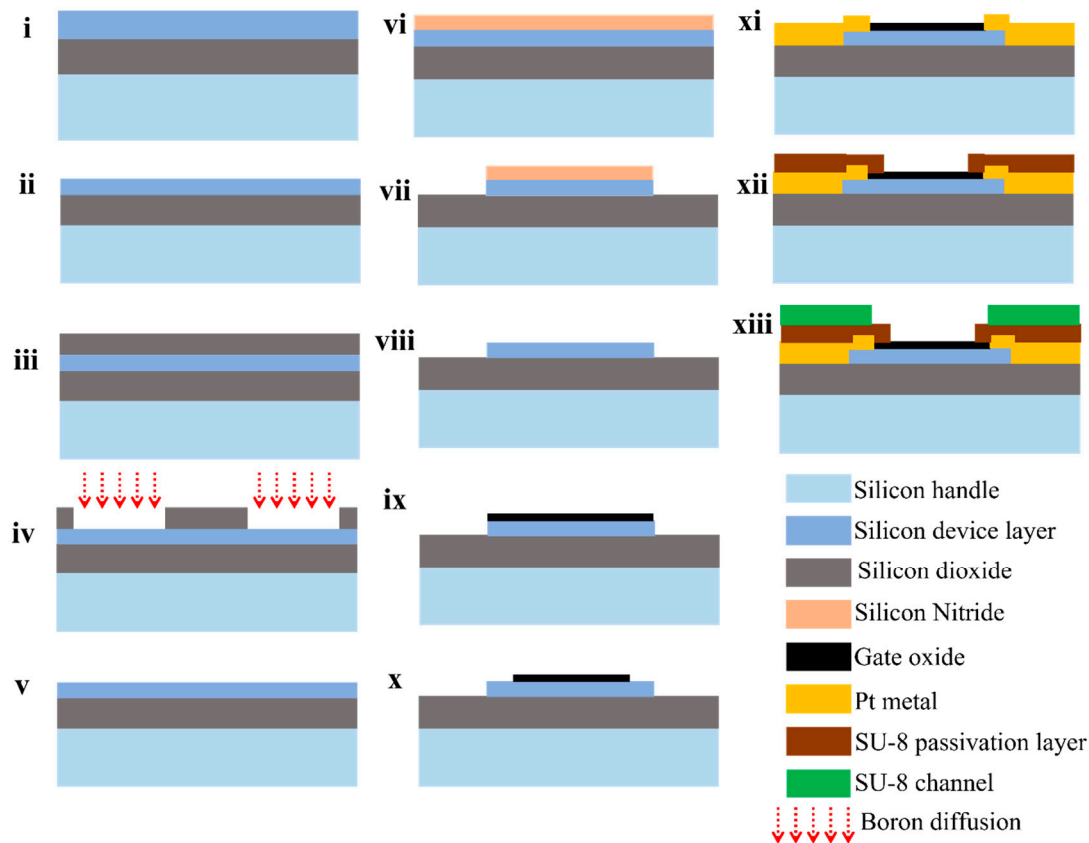 i
ii
iii
iv
v
vi
vii
viii
ix
x
xi
xii
xiii
Silicon handle
Silicon device layer
Silicon dioxide
Silicon Nitride
Gate oxide
Pt metal
SU-8 passivation layer
SU-8 channel
Boron diffusion